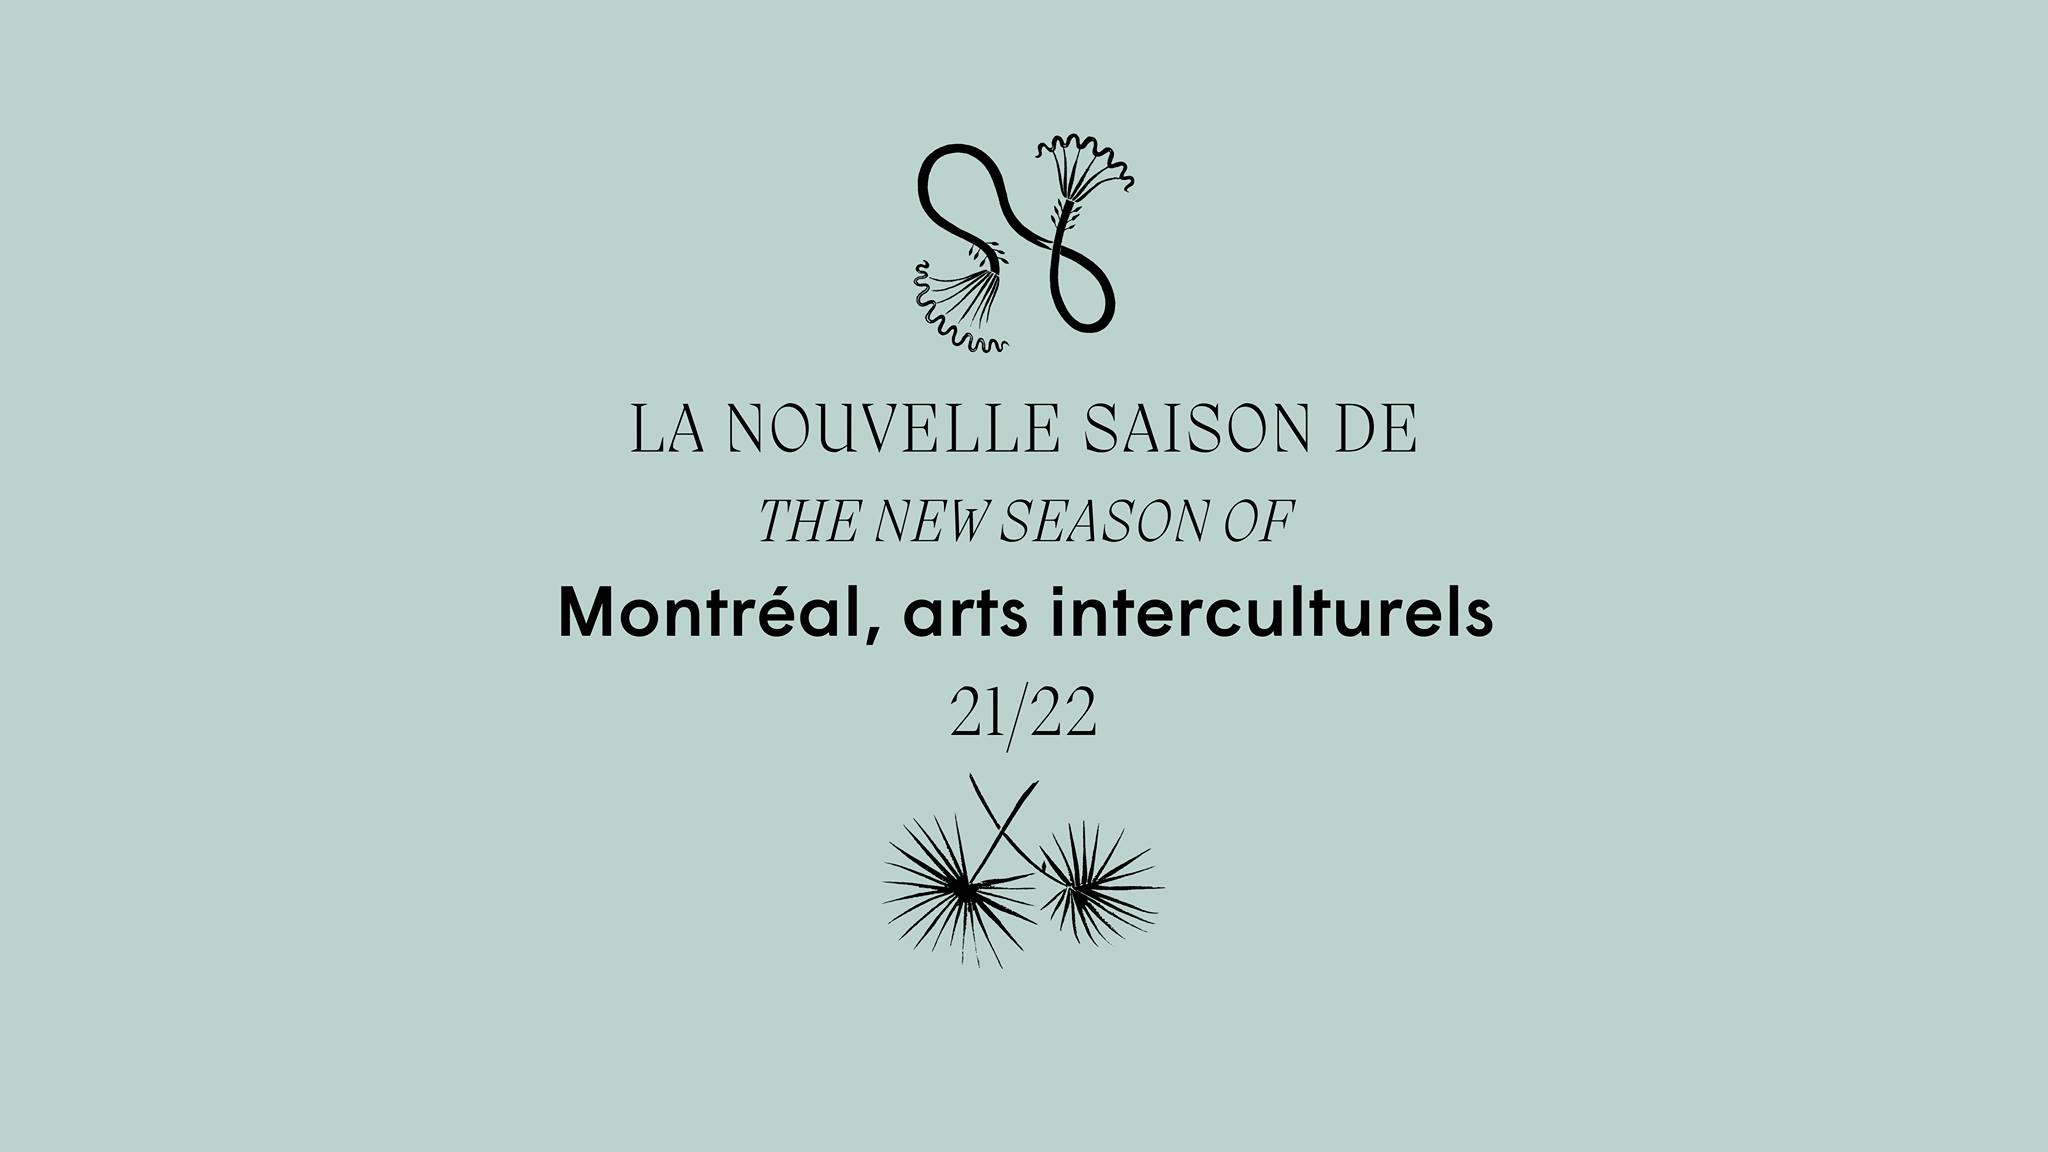 LA NOUVELLE SAISON DE
THE NEW SEASON OF
Montréal, arts interculturels
21/22